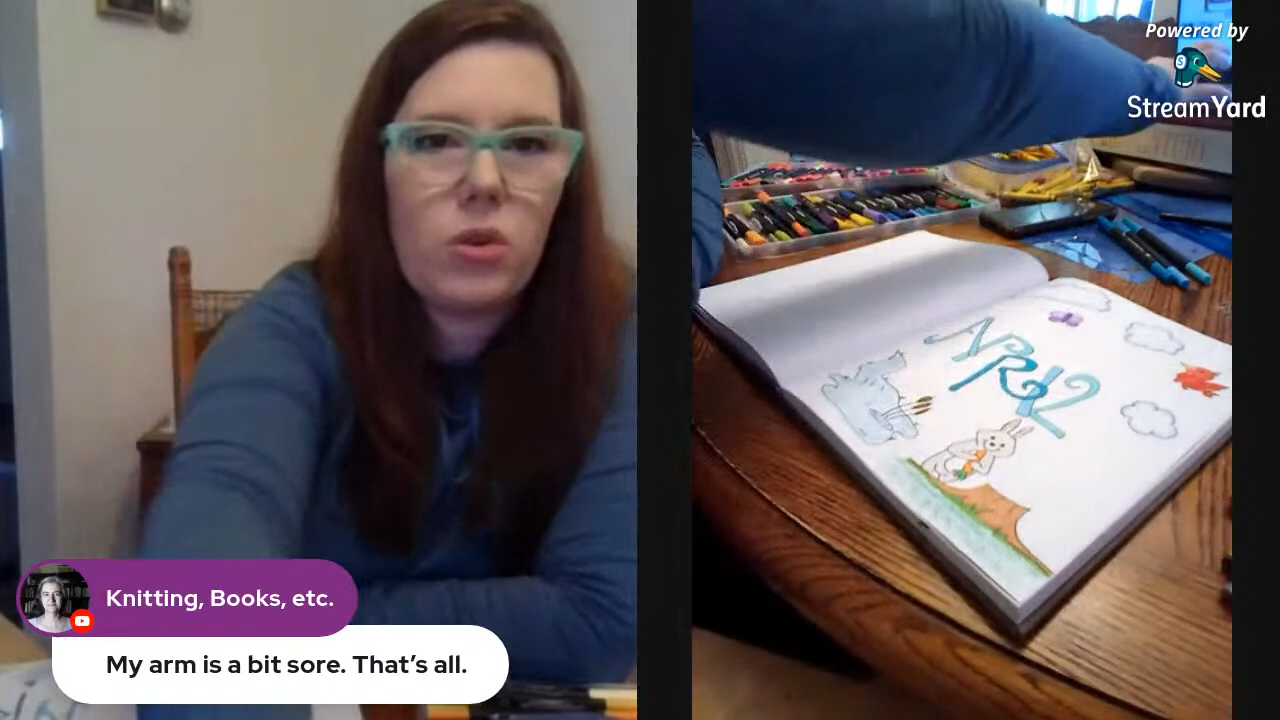 Powered by
StreamYard
S
APRIL
Knitting, Books, etc.
My arm is a bit sore. That's all.